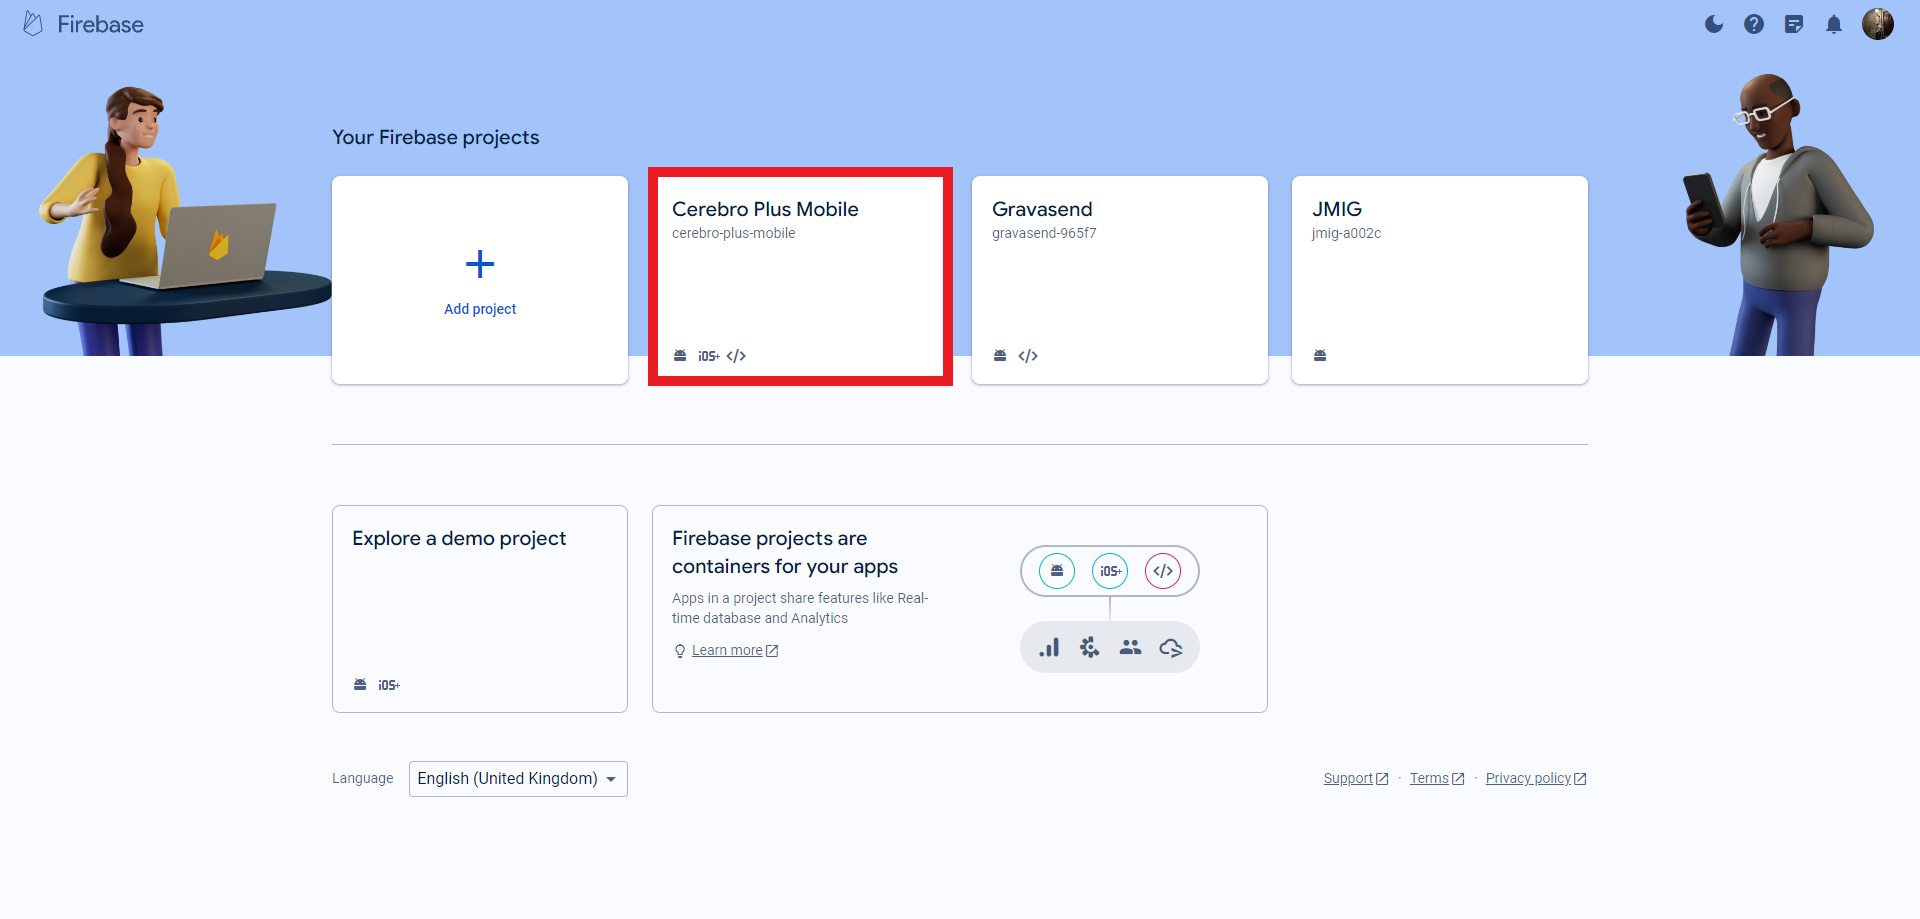 Firebase
Your Firebase projects
Add project
Cerebro Plus Mobile
cerebro-plus-mobile
iOS+ </>
Gravasend
gravasend-965f7
</>
JMIG
jmig-a002c
Explore a demo project
iOS+
Firebase projects are
containers for your apps
Apps in a project share features like Real-
time database and Analytics
Learn more
iOS+ </>
Language English (United Kingdom)
Support · Terms · Privacy policy